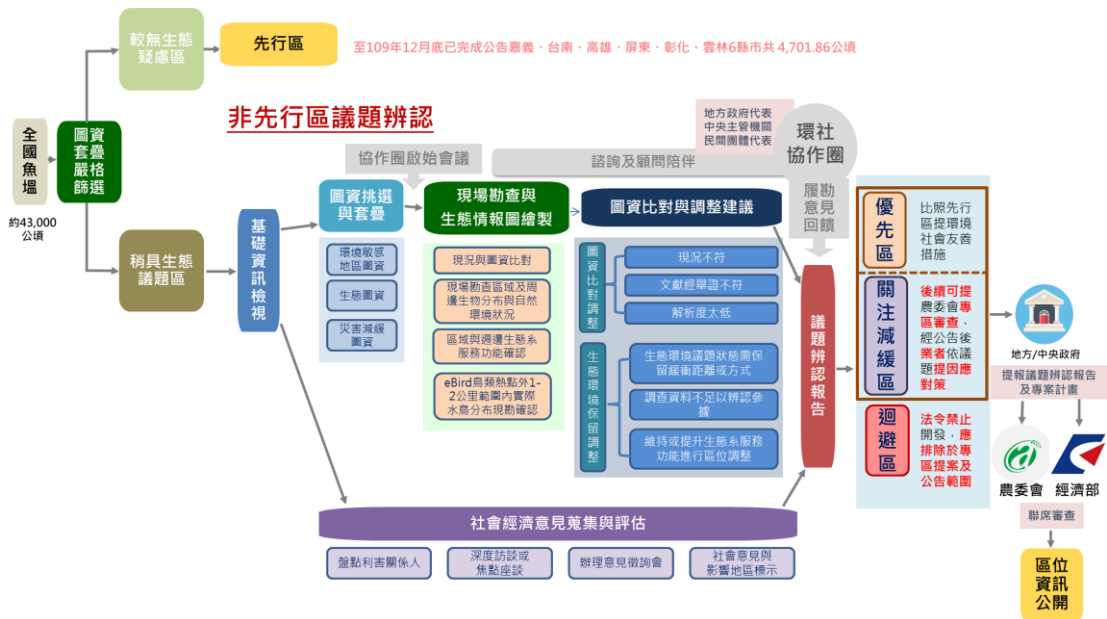 較無生態
疑慮區
先行區
至109年12月底已完成公告嘉義、台南、高雄、屏東、彰化、雲林6縣市共 4,701.86公頃
全國魚塭
約43,000
公頃
圖資套疊
嚴格篩選
稍具生態
議題區
非先行區議題辨認
基礎資訊檢視
協作圈啟始會議
諮詢及顧問陪伴
地方政府代表
中央主管機關
民間團體代表
環社
協作圈
履勘
意見
回饋
圖資挑選
與套疊
環境敏感
地區圖資
生態圖資
災害減緩
圖資
現場勘查與
生態情報圖繪製
現況與圖資比對
現場勘查區域及周
邊生物分布與自然
環境狀況
區域與週邊生態系
服務功能確認
eBird鳥類熱點外1-
2公里範圍內實際
水鳥分布現勘確認
圖資比對與調整建議
圖資比對調整
現況不符
文獻經舉證不符
解析度太低
生態環境保留調整
生態環境議題狀態需保
留緩衝距離或方式
調查資料不足以辨認參
據
維持或提升生態系服務
功能進行區位調整
社會經濟意見蒐集與評估
盤點利害關係人
深度訪談或
焦點座談
辦理意見徵詢會
社會意見與
影響地區標示
議題辨認報告
優先區
比照先行
區提環境
社會友善
措施
關注減緩區
後續可提
農委會專
區審查，
經公告後
業者依議
題提因應
對策
迴避區
法令禁止
開發，應
排除於專
區提案及
公告範圍
地方/中央政府
提報議題辨認報告
及專案計畫
農委會
經濟部
聯席審查
區位
資訊
公開